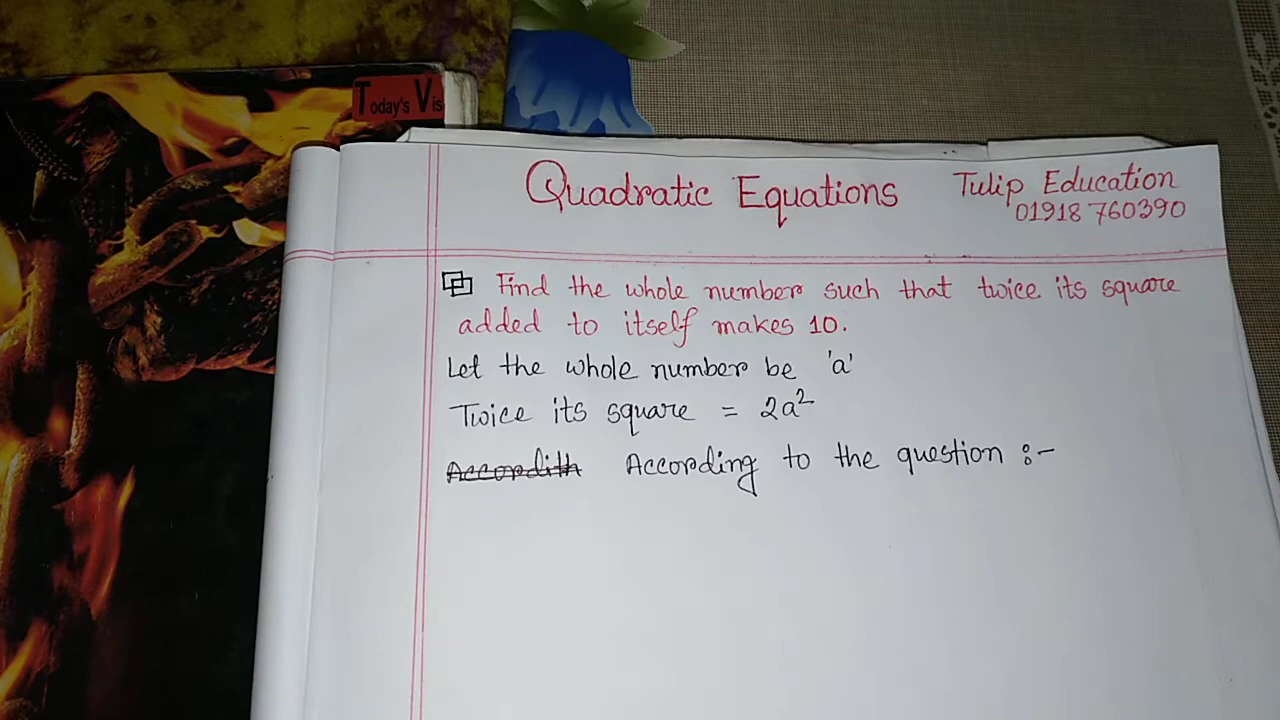 Today's Vis
Quadratic Equations
Tulip Education
01918 760390
Find the whole number such that twice its square
added to itself makes 10.
Let the whole number be 'a'
Twice its square = 2a²
Accordith According to the question :-